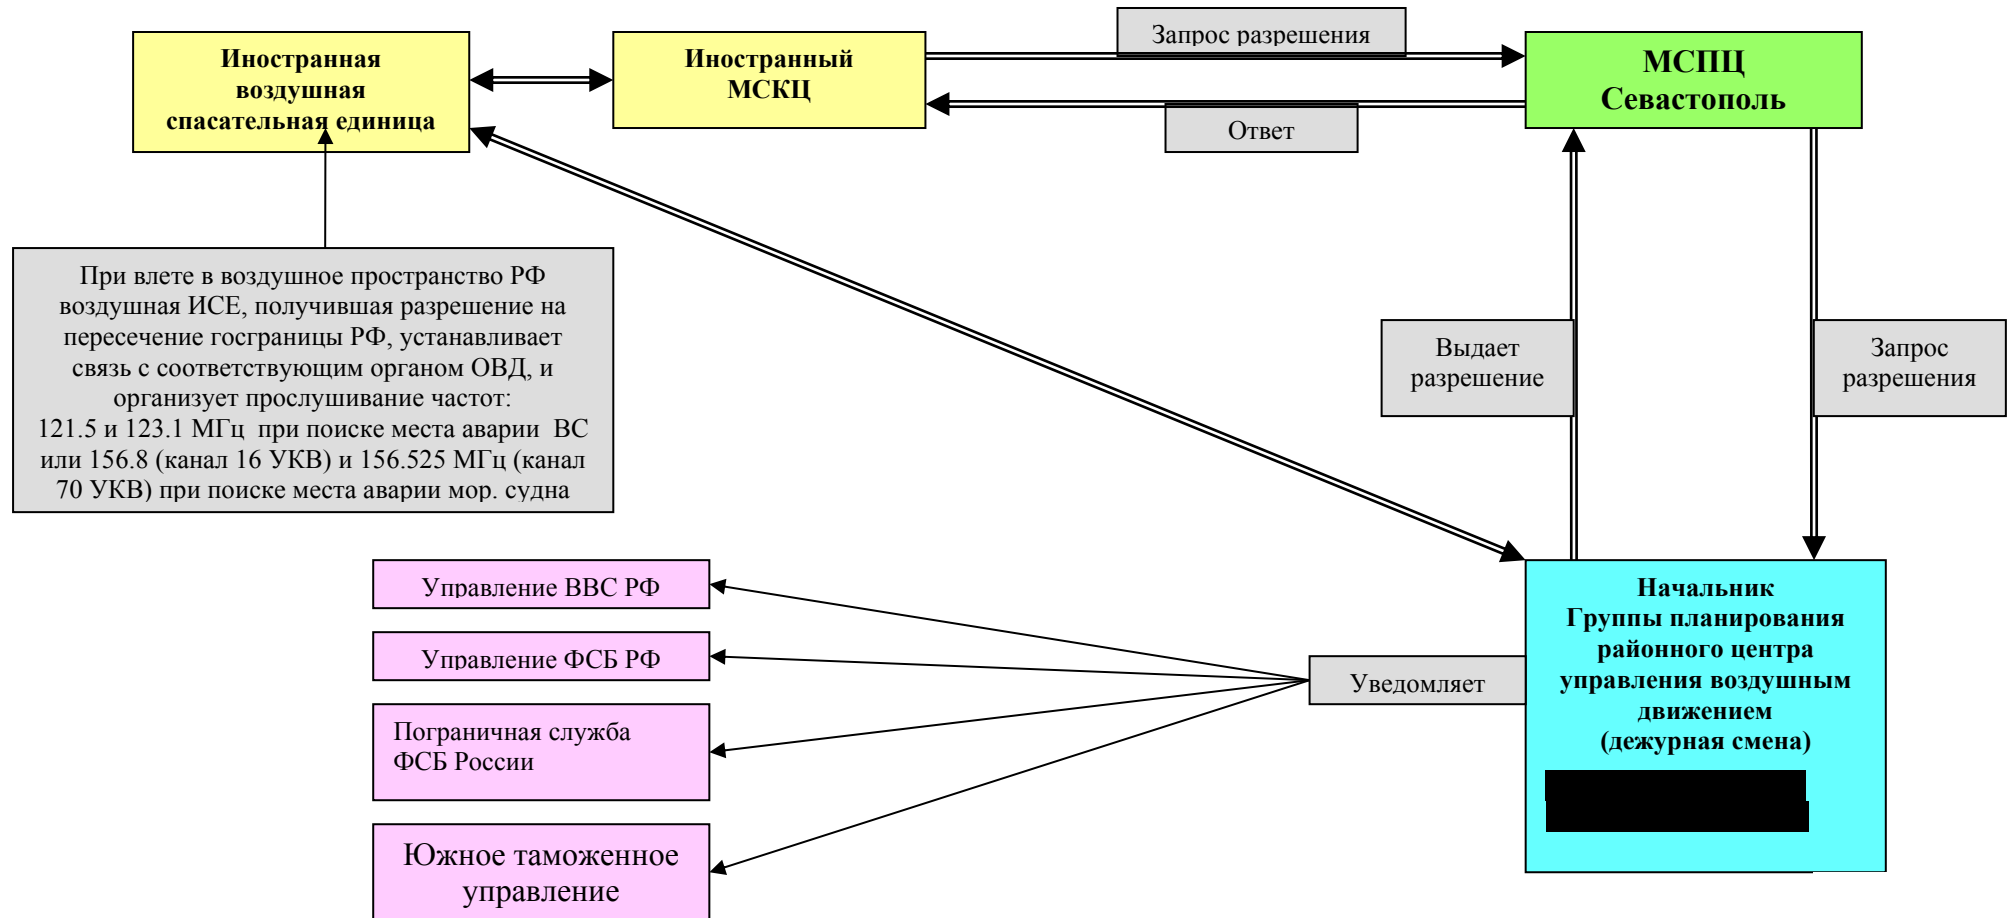 Иностранная
воздушная
спасательная единица
Иностранный
МСКЦ
Запрос разрешения
Ответ
МСПЦ
Севастополь
При влете в воздушное пространство РФ
воздушная ИСЕ, получившая разрешение на
пересечение госграницы РФ, устанавливает
связь с соответствующим органом ОВД, и
организует прослушивание частот:
121.5 и 123.1 МГц при поиске места аварии ВС
или 156.8 (канал 16 УКВ) и 156.525 МГц (канал
70 УКВ) при поиске места аварии мор. судна
Выдает
разрешение
Запрос
разрешения
Управление ВВС РФ
Управление ФСБ РФ
Пограничная служба
ФСБ России
Южное таможенное
управление
Уведомляет
Начальник
Группы планирования
районного центра
управления воздушным
движением
(дежурная смена)